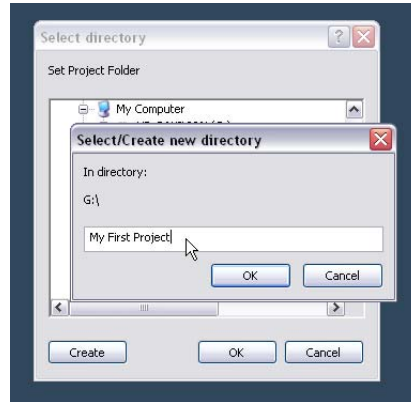 Select directory
Set Project Folder
My Computer
Select/Create new directory
In directory:
G:\
My First Project
OK Cancel
Create OK Cancel